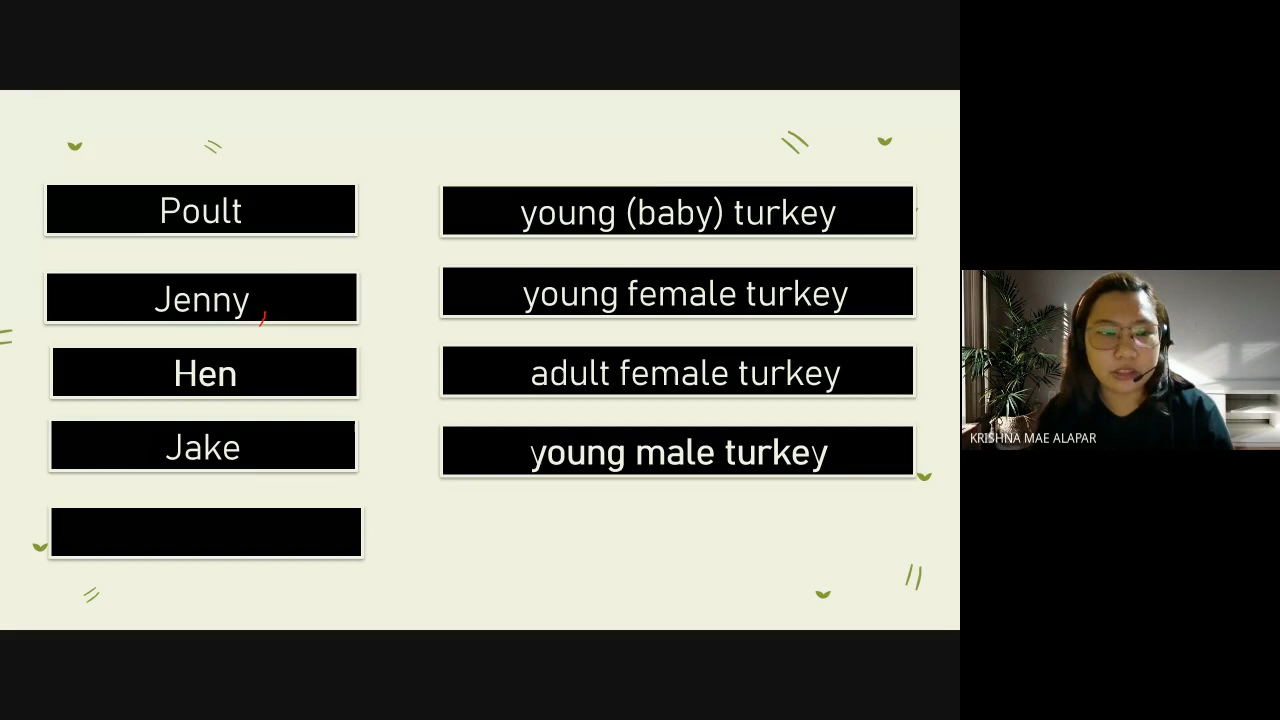 Poult
young (baby) turkey
Jenny
young female turkey
Hen
adult female turkey
Jake
young male turkey
KRISHNA MAE ALAPAR